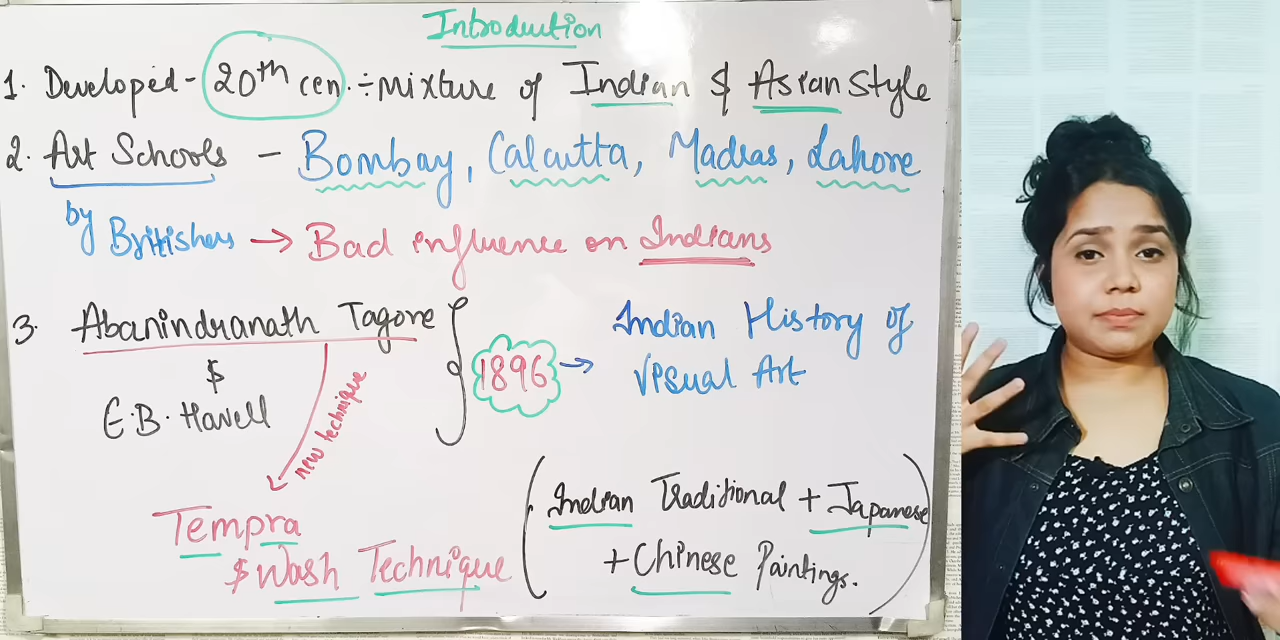 Introduction
1. Developed - 20th cen. ÷ mixture of Indian & Asian Style
2. Art Schools - Bombay, Calcutta, Madras, Lahore
by Britishers → Bad influence on Indians
3. Abanindranath Tagore
&
E.B. Havell
1896 → Indian History of
Visual Art
new technique
Tempra
& Wash Technique
(Indian Traditional + Japanese
+ Chinese Paintings.)